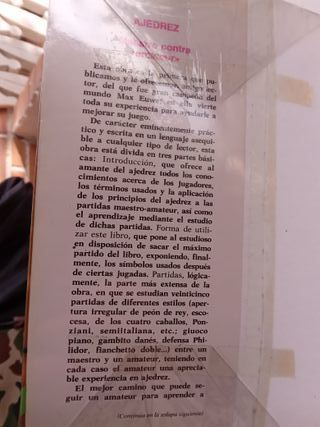 AJEDREZ
contra
Esta obra es la primera que pu-
blicamos y le ofrecemos, amigo lec-
tor, del que fue gran campeón del
mundo Max Euwe; en ella vierte
toda su experiencia para ayudarle a
mejorar su juego.
De carácter eminentemente prác-
tico y escrita en un lenguaje asequi-
ble a cualquier tipo de lector, esta
obra está divida en tres partes bási-
cas: Introducción, que ofrece al
amante del ajedrez todos los cono-
cimientos acerca de los jugadores,
los términos usados y la aplicación
de los principios del ajedrez a las
partidas maestro-amateur, así como
el aprendizaje mediante el estudio
de dichas partidas. Forma de utili-
zar este libro, que pone al estudioso
en disposición de sacar el máximo
partido del libro, exponiendo, final-
mente, los símbolos usados después
de ciertas jugadas. Partidas, lógica-
mente, la parte más extensa de la
obra, en que se estudian veinticinco
partidas de diferentes estilos (aper-
tura irregular de peón de rey, esco-
cesa, de los cuatro caballos, Pon-
ziani, semiitaliana, etc.; giuoco
piano, gambito danés, defensa Phi-
lidor, fianchetto doble...) entre un
maestro y un amateur, teniendo en
cada caso el amateur una aprecia-
ble experiencia en ajedrez.
El mejor camino que puede se-
guir un amateur para aprender a
(Continúa en la solapa siguiente)